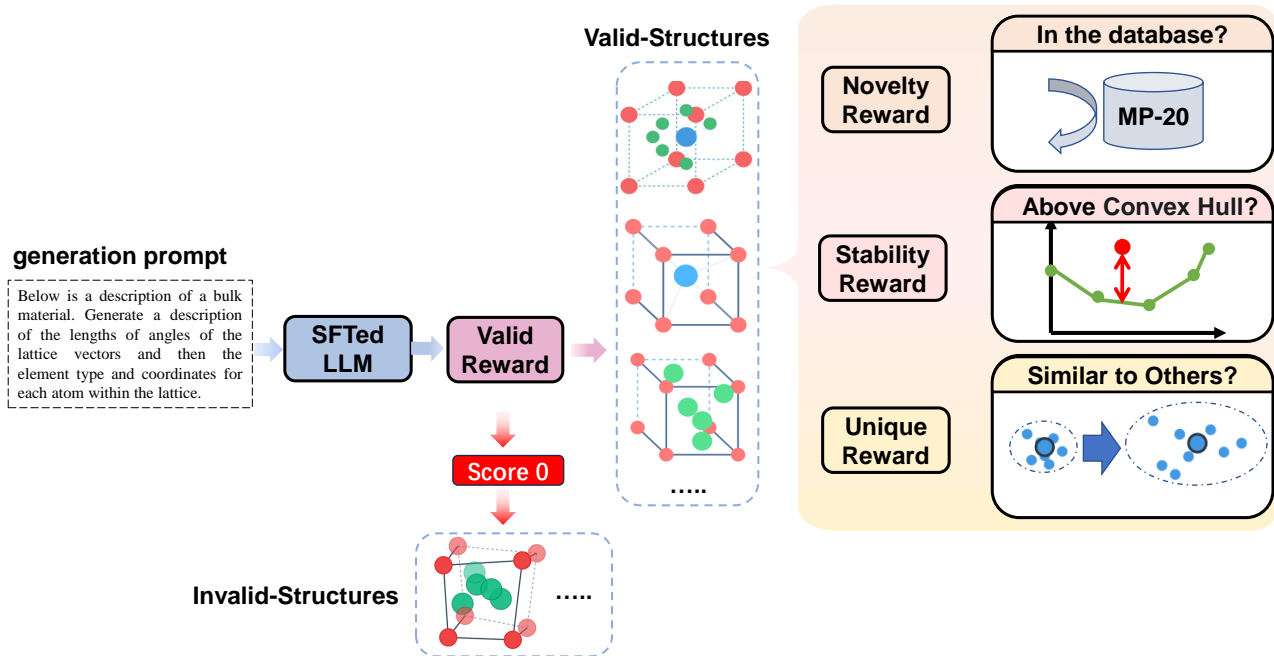 generation prompt
Below is a description of a bulk
material. Generate a description
of the lengths of angles of the
lattice vectors and then the
element type and coordinates for
each atom within the lattice.
SFTed
LLM
Valid
Reward
Score 0
Invalid-Structures
.....
Valid-Structures
.....
Novelty
Reward
In the database?
MP-20
Stability
Reward
Above Convex Hull?
Unique
Reward
Similar to Others?